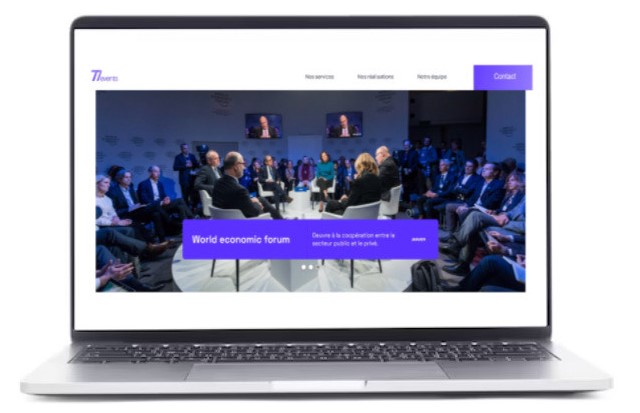 77events
Nos services
Nos réalisations
Notre équipe
Contact
World economic forum
Oeuvre à la coopération entre le
secteur public et le privé.